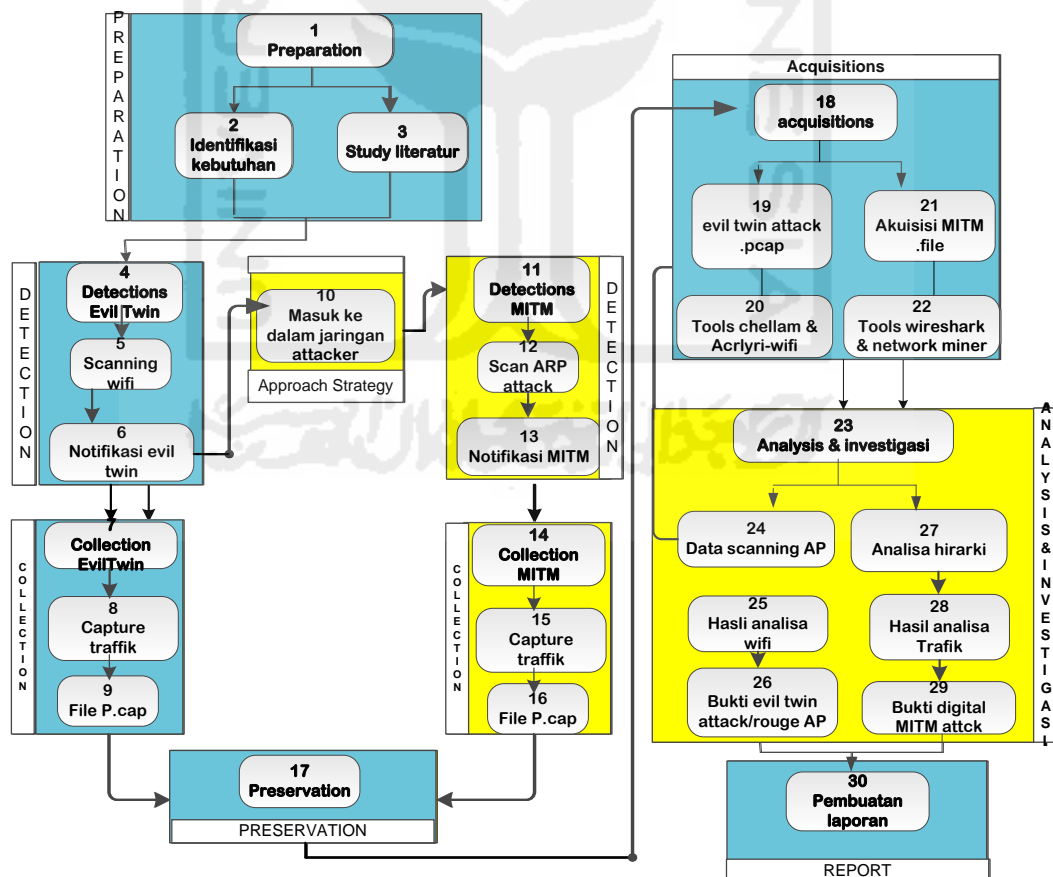 PREPARATION
1
Preparation
2
Identifikasi
kebutuhan
3
Study literatur
DETECTION
4
Detections
Evil Twin
5
Scanning
wifi
6
Notifikasi evil
twin
10
Masuk ke
dalam jaringan
attacker
Approach Strategy
11
Detections
MITM
12
Scan ARP
attack
13
Notifikasi MITM
DETECTION
COLLECTION
7
Collection
EvilTwin
8
Capture
traffik
9
File P.cap
COLLECTION
14
Collection
MITM
15
Capture
traffik
16
File P.cap
17
Preservation
PRESERVATION
Acquisitions
18
acquisitions
19
evil twin attack
.pcap
21
Akuisisi MITM
.file
20
Tools chellam &
Acrlyri-wifi
22
Tools wireshark
& network miner
ANALYSIS&INVESTIGASI
23
Analysis & investigasi
24
Data scanning AP
27
Analisa hirarki
25
Hasli analisa
wifi
28
Hasil analisa
Trafik
26
Bukti evil twin
attack/rouge AP
29
Bukti digital
MITM attck
30
Pembuatan
laporan
REPORT